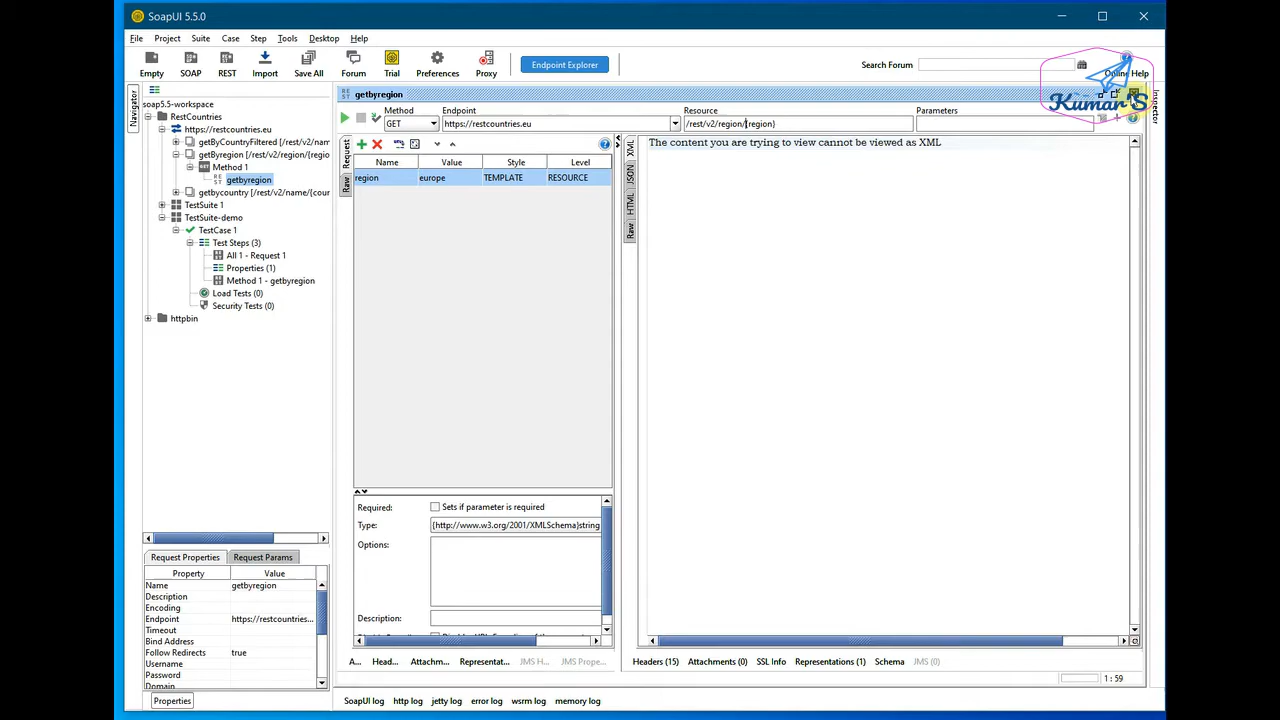 SoapUI 5.5.0
File Project Suite Case Step Tools Desktop Help
Empty SOAP REST Import Save All Forum Trial Preferences Proxy Endpoint Explorer Search Forum Online Help
Kumar'S
Navigator
soap5.5-workspace
RestCountries
https://restcountries.eu
getByCountryFiltered [/rest/v2/nam
getByregion [/rest/v2/region/{regio
Method 1
getbyregion
getbycountry [/rest/v2/name/{cou
TestSuite 1
TestSuite-demo
TestCase 1
Test Steps (3)
All 1 - Request 1
Properties (1)
Method 1 - getbyregion
Load Tests (0)
Security Tests (0)
httpbin
Request Properties Request Params
Property Value
Name getbyregion
Description
Encoding
Endpoint https://restcountries...
Timeout
Bind Address
Follow Redirects true
Username
Password
Domain
Properties
getbyregion
Method Endpoint Resource Parameters
GET https://restcountries.eu /rest/v2/region/{region}
Request
Raw
Name Value Style Level
region europe TEMPLATE RESOURCE
Required: Sets if parameter is required
Type: {http://www.w3.org/2001/XMLSchema}string
Options:
Description:
A... Head... Attachm... Representat... JMS H... JMS Prope...
XML
JSON
HTML
Raw
The content you are trying to view cannot be viewed as XML
Headers (15) Attachments (0) SSL Info Representations (1) Schema JMS (0)
1 : 59
Inspector
SoapUI log http log jetty log error log wsrm log memory log